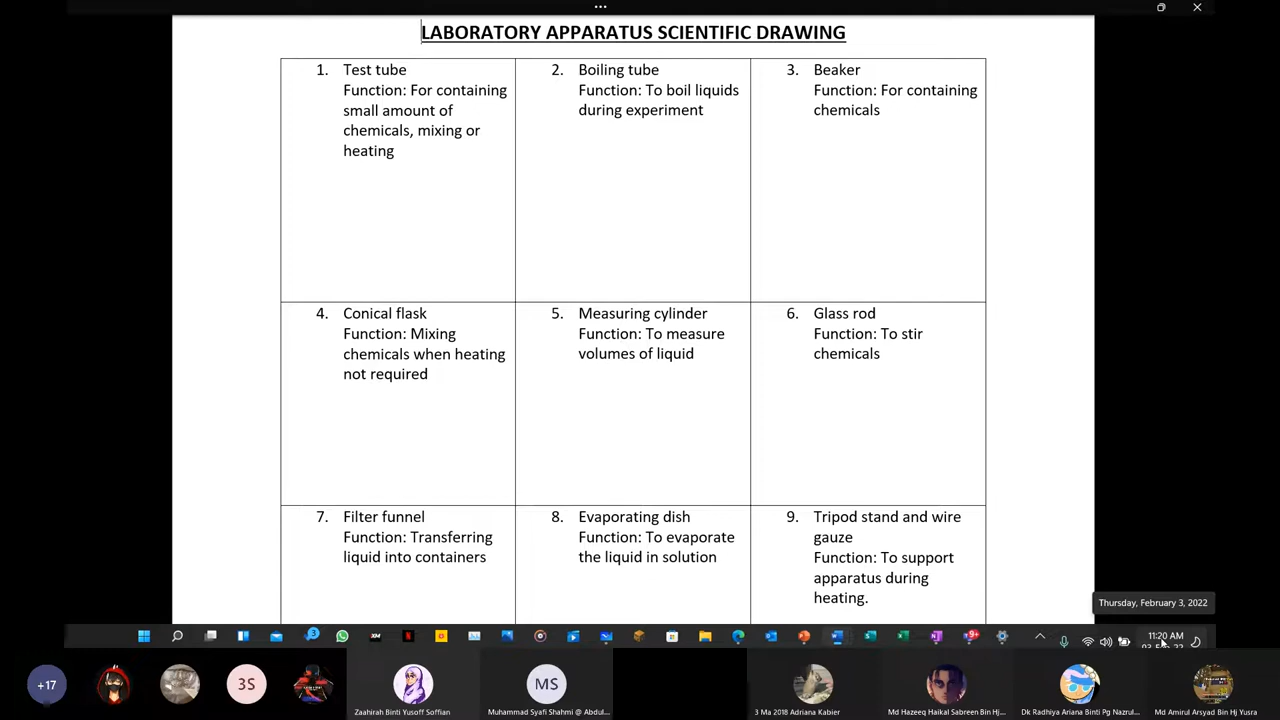 LABORATORY APPARATUS SCIENTIFIC DRAWING
1. Test tube
Function: For containing
small amount of
chemicals, mixing or
heating
2. Boiling tube
Function: To boil liquids
during experiment
3. Beaker
Function: For containing
chemicals
4. Conical flask
Function: Mixing
chemicals when heating
not required
5. Measuring cylinder
Function: To measure
volumes of liquid
6. Glass rod
Function: To stir
chemicals
7. Filter funnel
Function: Transferring
liquid into containers
8. Evaporating dish
Function: To evaporate
the liquid in solution
9. Tripod stand and wire
gauze
Function: To support
apparatus during
heating.
Thursday, February 3, 2022
11:20 AM
+17
3S
MS
Zaahirah Binti Yusoff Soffian
Muhammad Syafi Shahmi @ Abdul...
3 Ma 2018 Adriana Kabier
Md Hazeeq Haikal Sabreen Bin Hj...
Dk Radhiya Ariana Binti Pg Nazrul...
Md Amirul Arsyad Bin Hj Yusra